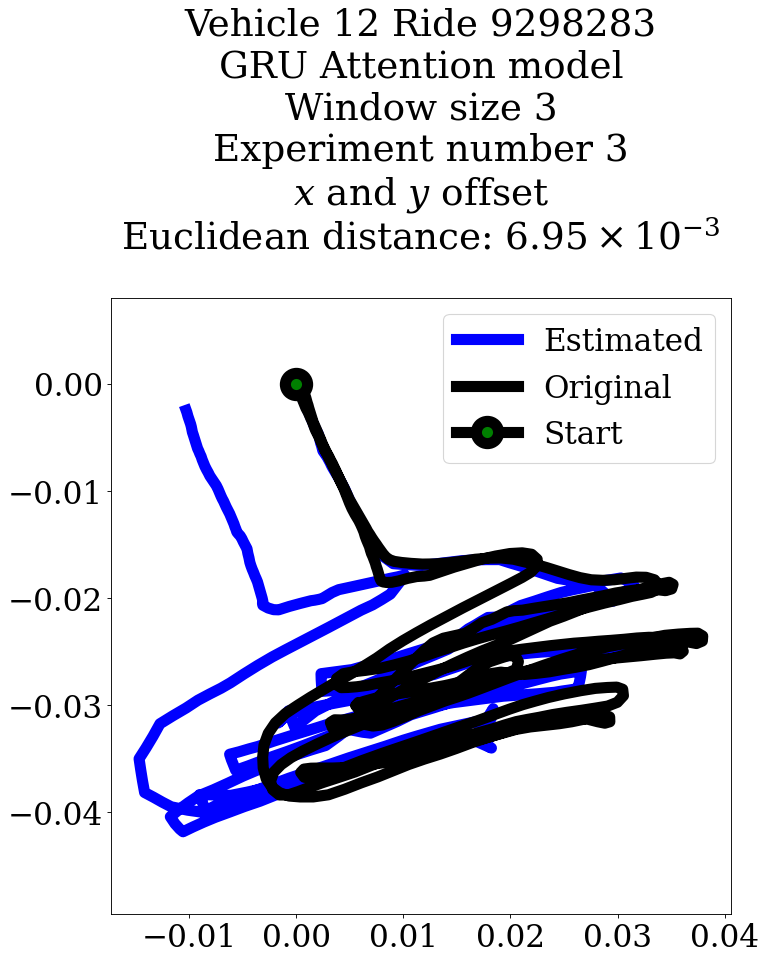 Vehicle 12 Ride 9298283
GRU Attention model
Window size 3
Experiment number 3
x and y offset
Euclidean distance: 6.95 × 10⁻³
Estimated
Original
Start
0.00
−0.01
−0.02
−0.03
−0.04
−0.01 0.00 0.01 0.02 0.03 0.04